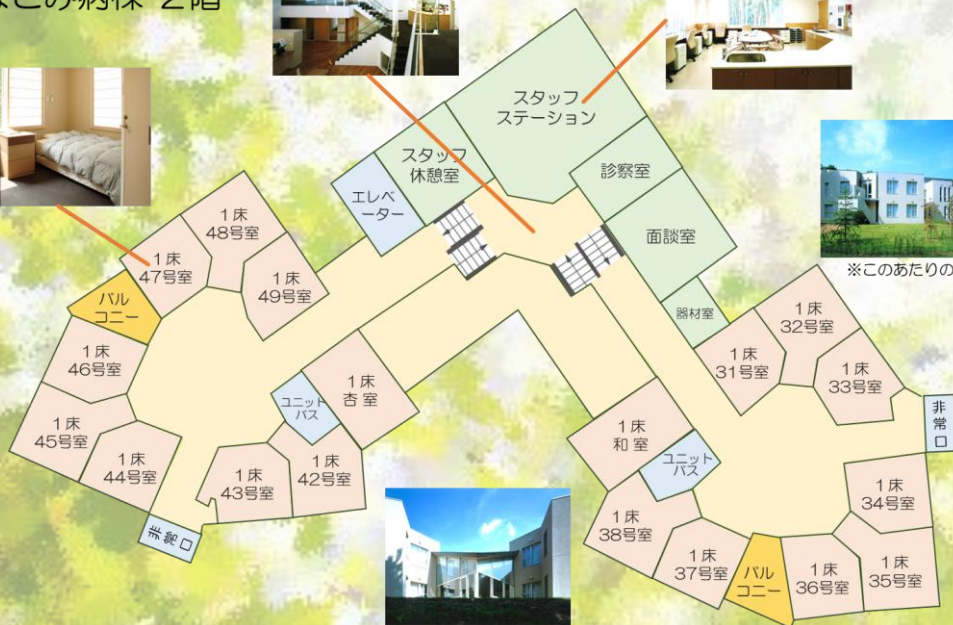 なごみ病棟 2階
スタッフ
ステーション
スタッフ
休憩室
エレベ
ーター
診察室
面談室
器材室
※このあたりの
1床
48号室
1床
47号室
1床
49号室
バル
コニー
1床
46号室
1床
45号室
1床
44号室
非常口
1床
43号室
1床
42号室
ユニット
バス
1床
杏室
1床
31号室
1床
32号室
1床
33号室
非常口
1床
和室
ユニット
バス
1床
34号室
1床
35号室
1床
36号室
バル
コニー
1床
37号室
1床
38号室